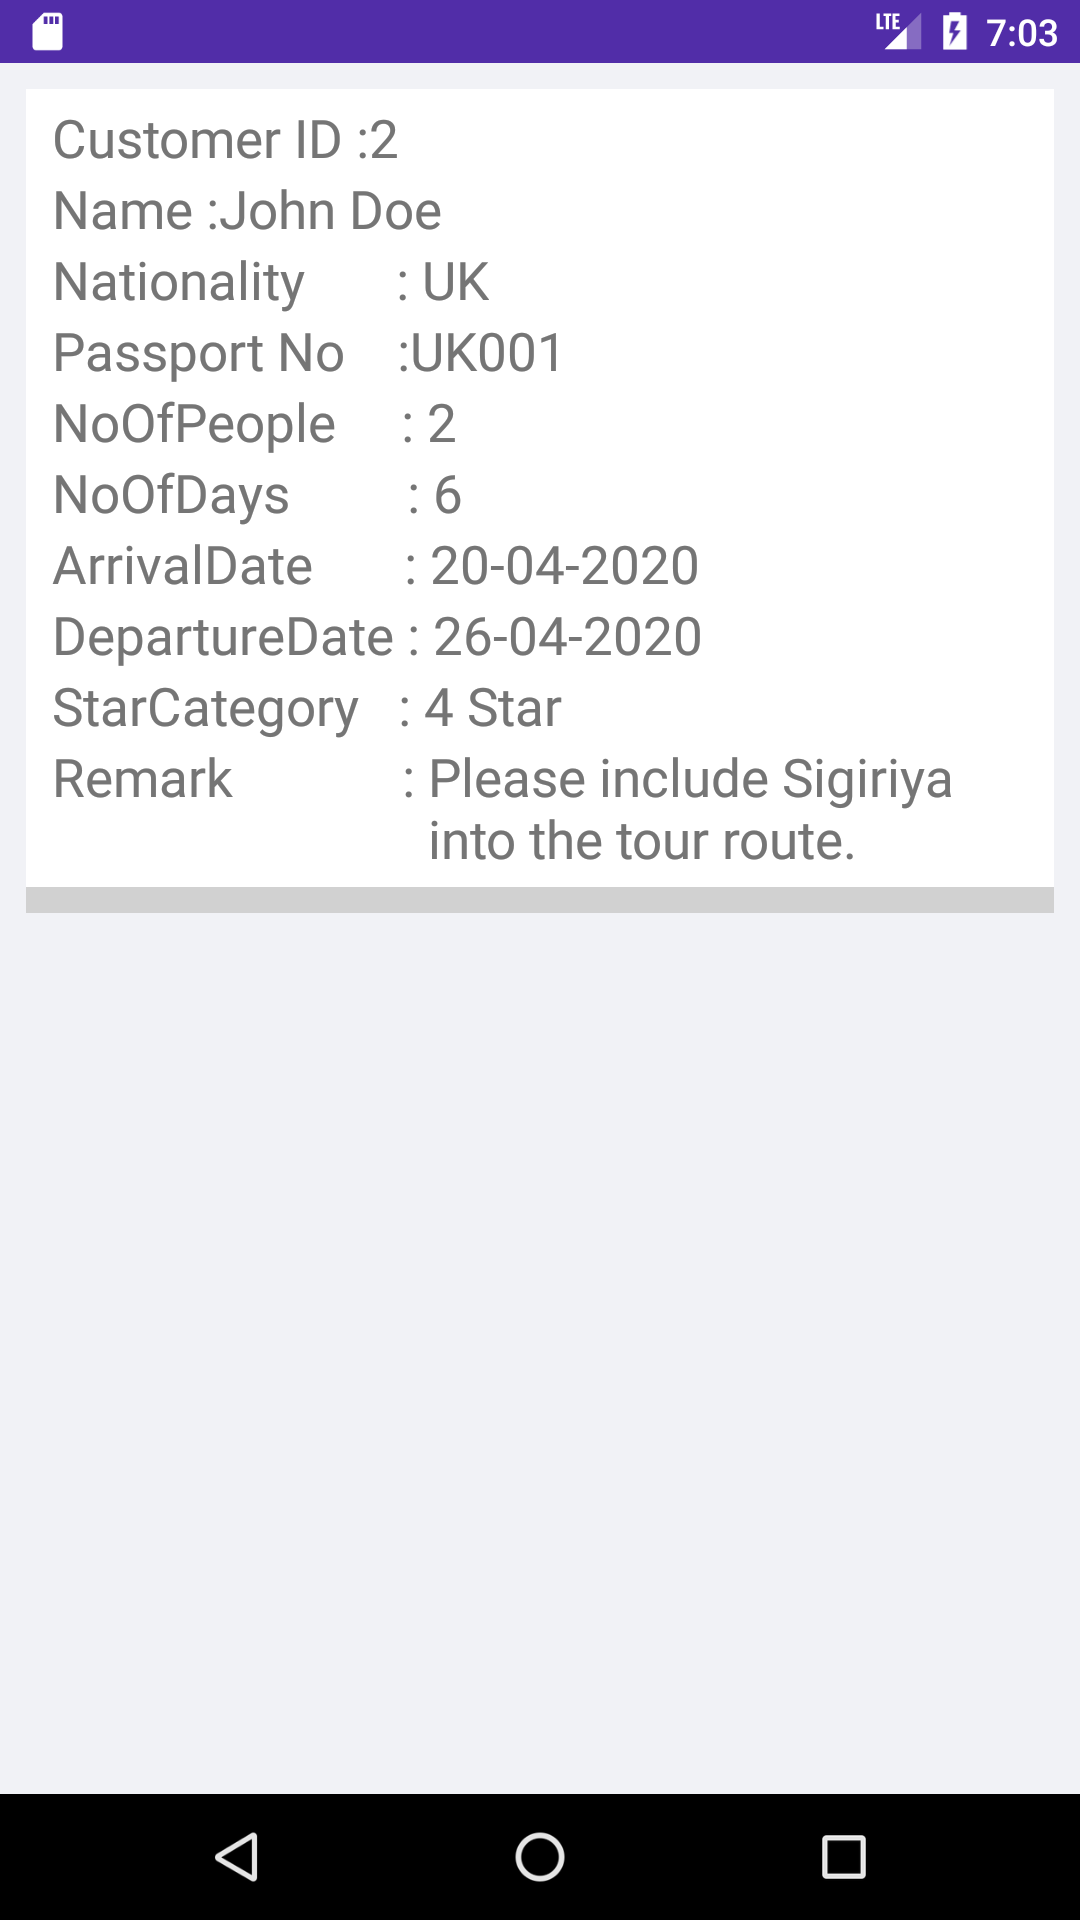 LTE 7:03
Customer ID :2
Name :John Doe
Nationality : UK
Passport No :UK001
NoOfPeople : 2
NoOfDays : 6
ArrivalDate : 20-04-2020
DepartureDate : 26-04-2020
StarCategory : 4 Star
Remark : Please include Sigiriya
into the tour route.